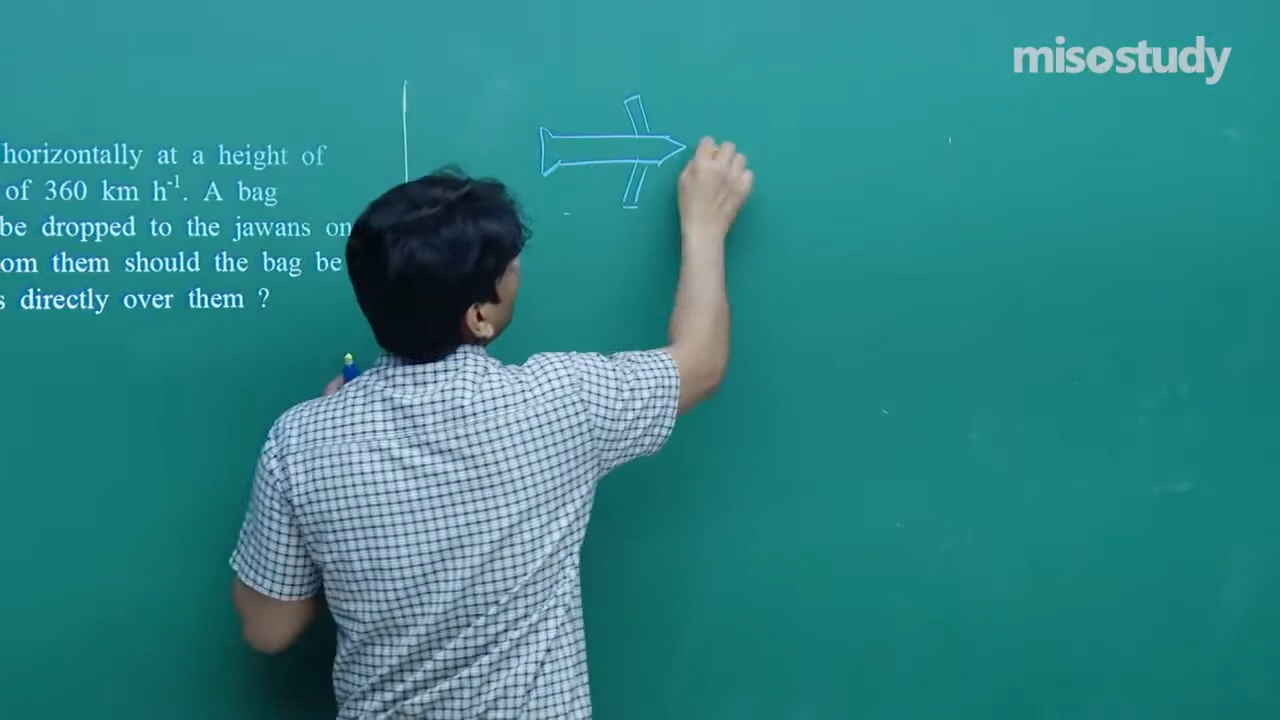 misostudy
horizontally at a height of
of 360 km h⁻¹. A bag
be dropped to the jawans on
om them should the bag be
s directly over them ?